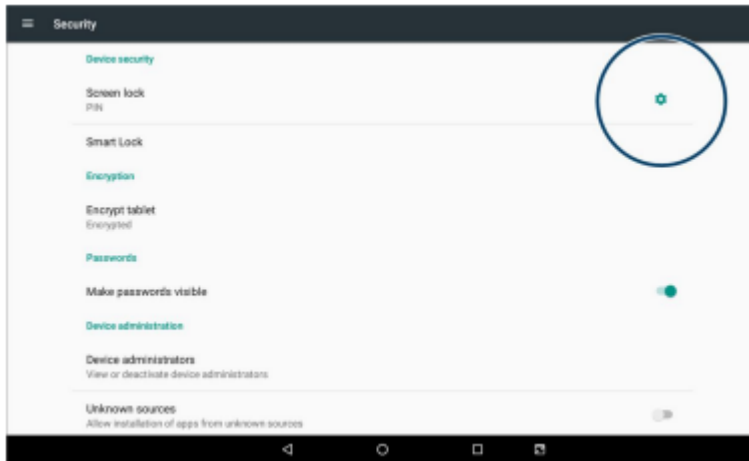 Security
Device security
Screen lock
PIN
Smart Lock
Encryption
Encrypt tablet
Encrypted
Passwords
Make passwords visible
Device administration
Device administrators
View or deactivate device administrators
Unknown sources
Allow installation of apps from unknown sources